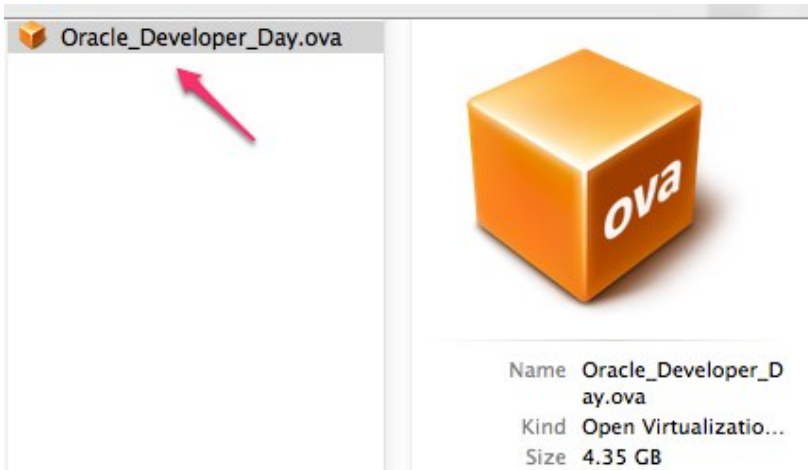 Oracle_Developer_Day.ova
ova
Name Oracle_Developer_D
ay.ova
Kind Open Virtualizatio...
Size 4.35 GB